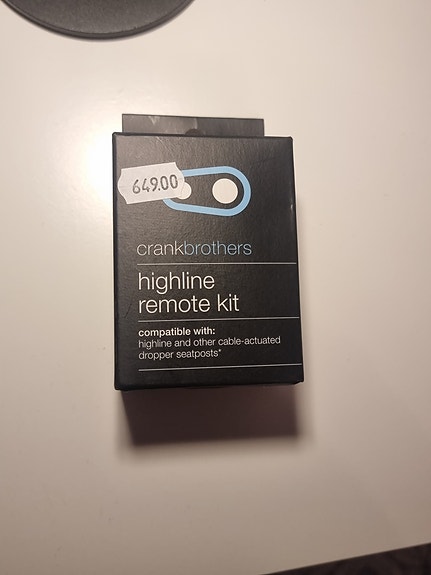 649.00
crankbrothers
highline
remote kit
compatible with:
highline and other cable-actuated
dropper seatposts*